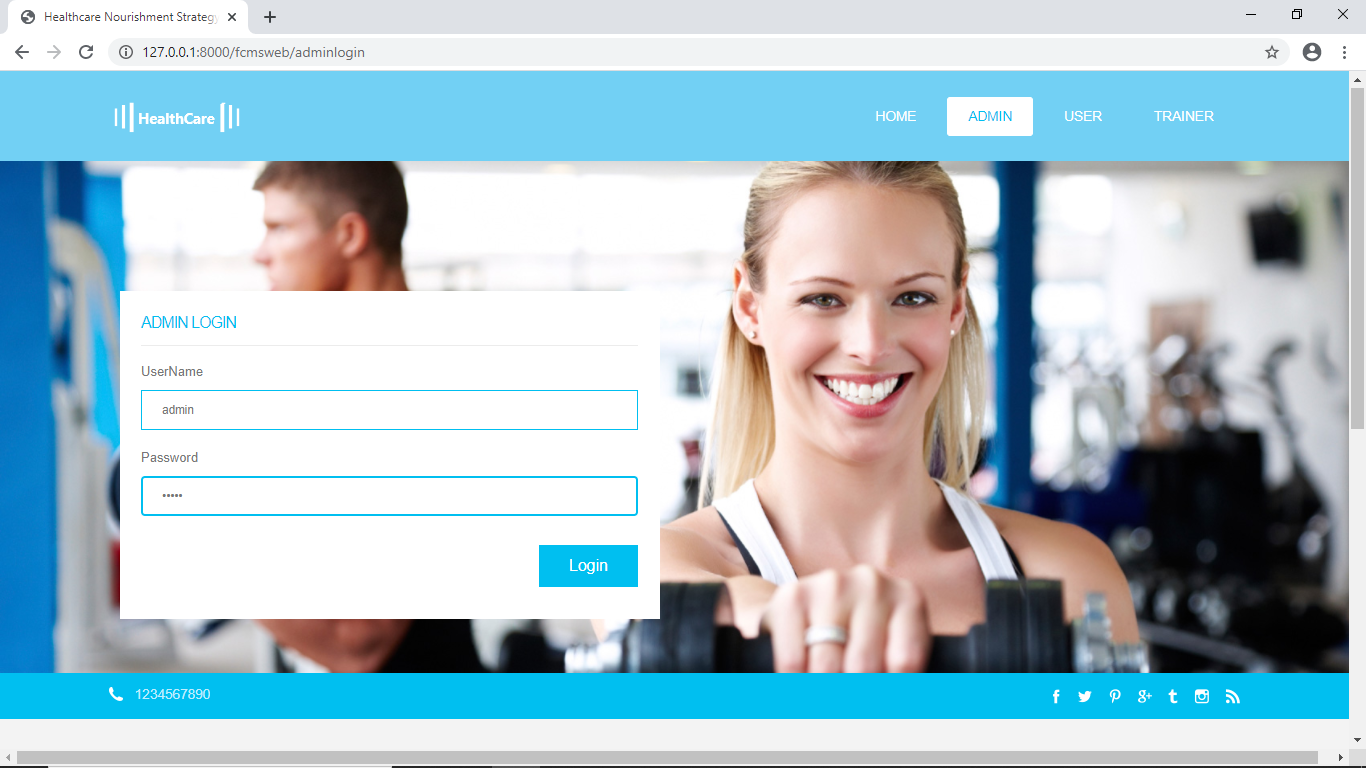 Healthcare Nourishment Strategy
127.0.0.1:8000/fcmsweb/adminlogin
HealthCare
HOME
ADMIN
USER
TRAINER
ADMIN LOGIN
UserName
admin
Password
•••••
Login
1234567890